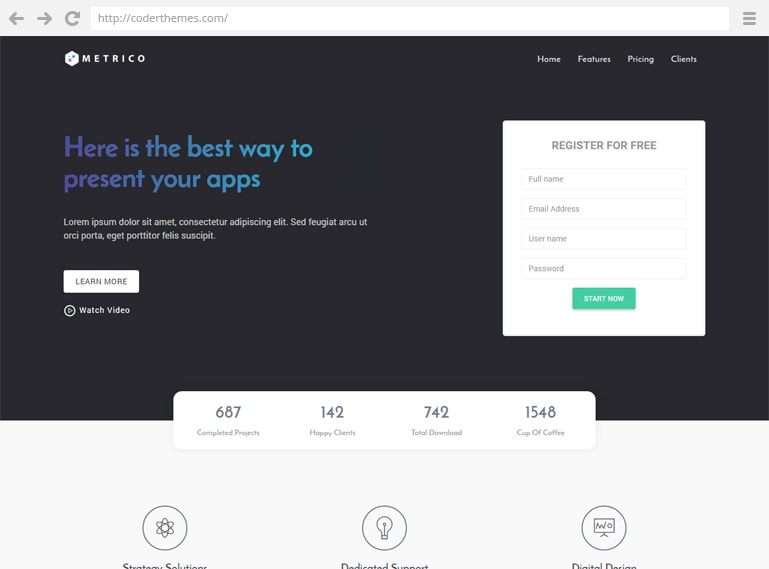 http://coderthemes.com/
METRICO
Home Features Pricing Clients
Here is the best way to
present your apps
Lorem ipsum dolor sit amet, consectetur adipiscing elit. Sed feugiat arcu ut
orci porta, eget porttitor felis suscipit.
LEARN MORE
Watch Video
REGISTER FOR FREE
Full name
Email Address
User name
Password
START NOW
687 142 742 1548
Completed Projects Happy Clients Total Download Cup Of Coffee
Strategy Solutions Dedicated Support Digital Design